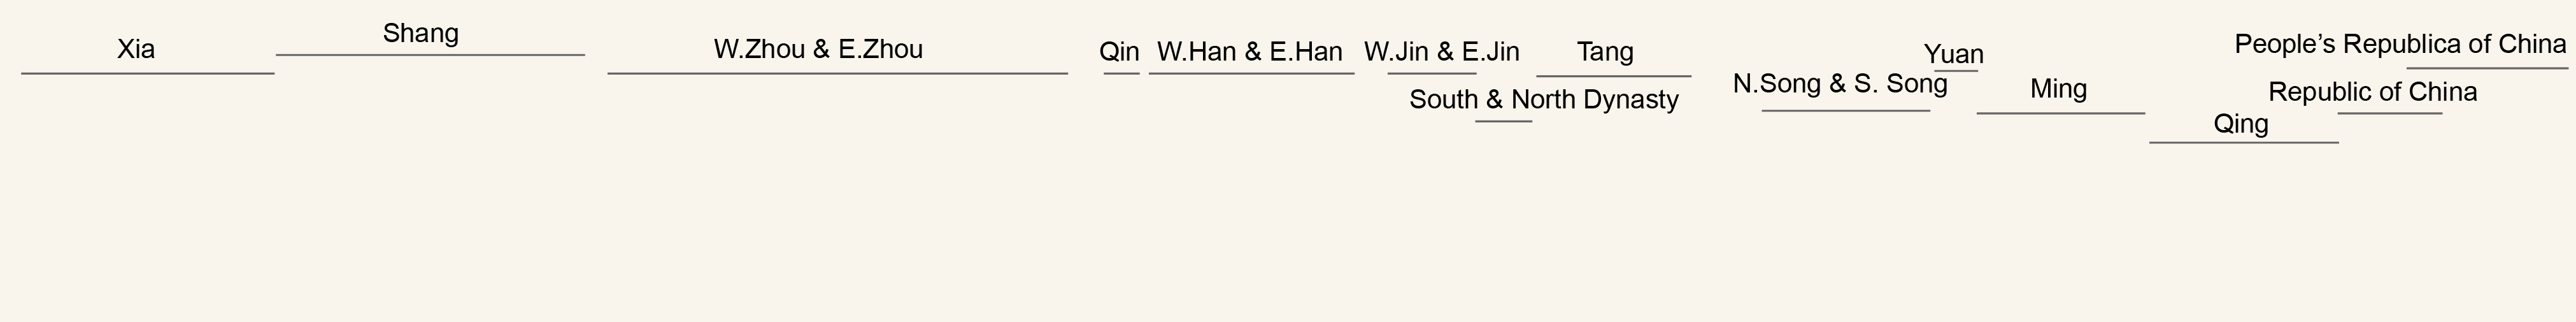 Xia
Shang
W.Zhou & E.Zhou
Qin
W.Han & E.Han
W.Jin & E.Jin
South & North Dynasty
Tang
N.Song & S. Song
Yuan
Ming
Qing
Republic of China
People’s Republica of China